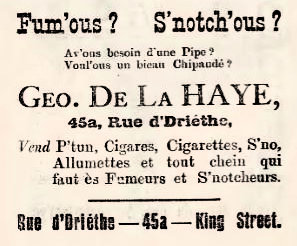 Fum'ous? S'notch'ous?
Av'ous besoin d'une Pipe?
Voul'ous un bieau Chipaudé?
GEO. DE LA HAYE,
45a, Rue d'Driéthe,
Vend P'tun, Cigares, Cigarettes, S'no,
Allumettes et tout chein qui
faut ès Fumeurs et S'notcheurs.
Rue d'Driéthe — 45a — King Street.